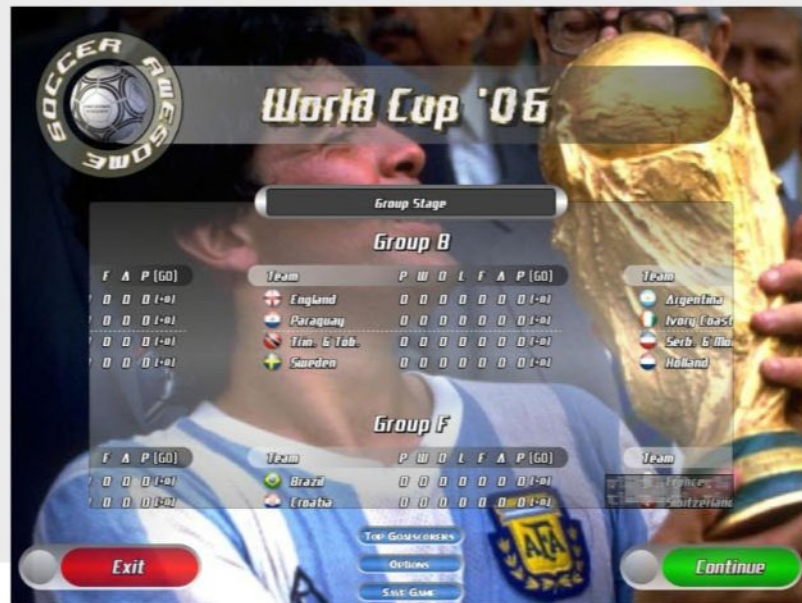 SOCCER AWESOME
World Cup '06
Group Stage
Group B
F A P (GD) Team P W D L F A P (GD) Team
0 0 0 (+0) England 0 0 0 0 0 0 0 (+0) Argentina
0 0 0 (+0) Paraguay 0 0 0 0 0 0 0 (+0) Ivory Coast
0 0 0 (+0) Trin. & Tob. 0 0 0 0 0 0 0 (+0) Serb. & Mo
0 0 0 (+0) Sweden 0 0 0 0 0 0 0 (+0) Holland
Group F
F A P (GD) Team P W D L F A P (GD) Team
0 0 0 (+0) Brazil 0 0 0 0 0 0 0 (+0) France
0 0 0 (+0) Croatia 0 0 0 0 0 0 0 (+0) Switzerland
TOP GOALSCORERS
Exit OPTIONS Continue
SAVE GAME
AFA